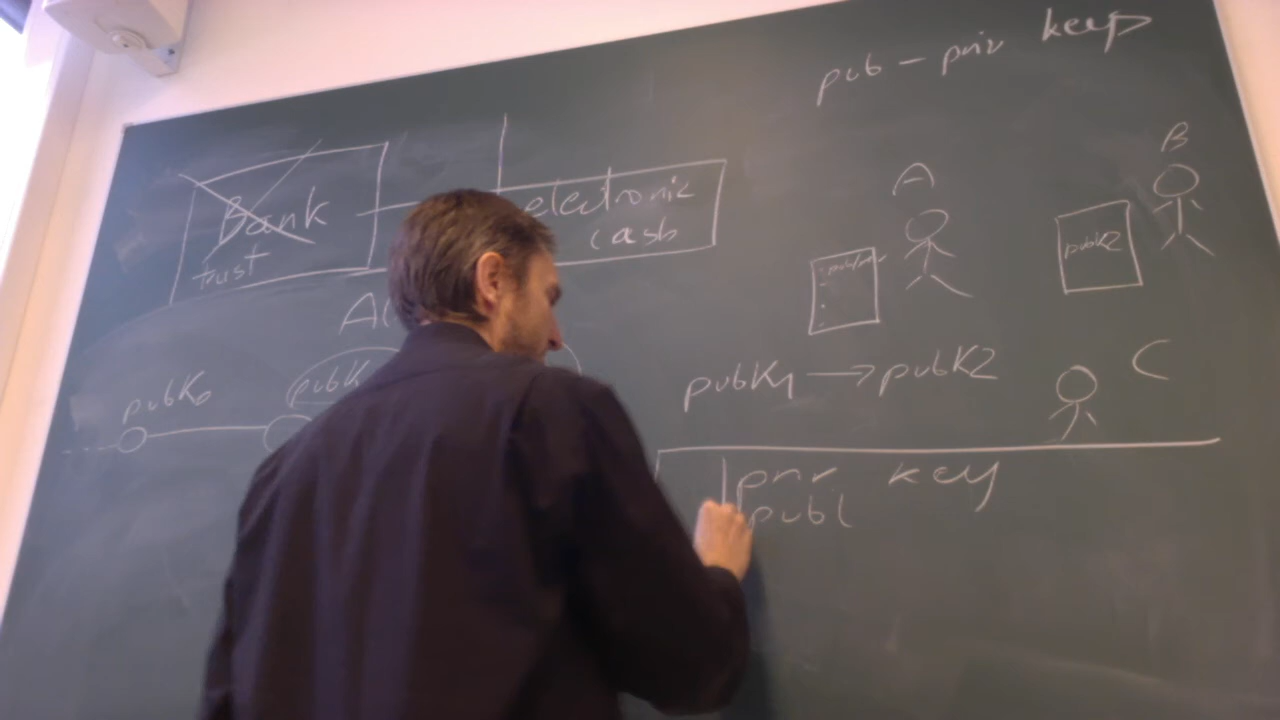 pub - priv keys
Bank
trust
electronic
cash
A
B
pubK2
pubK0
pubK
pubK1 → pubK2
C
priv key
publ